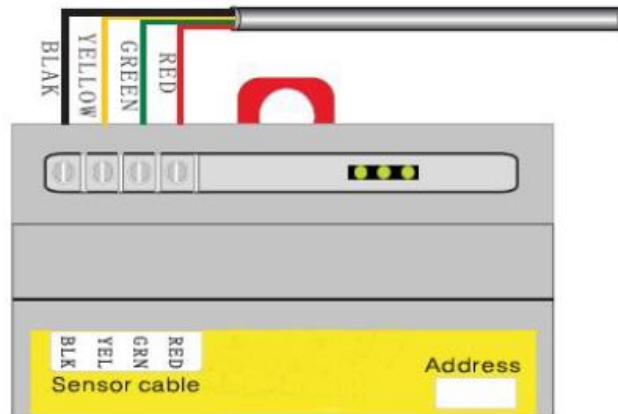 BLAK
YELLOW
GREEN
RED
BLK
YEL
GRN
RED
Sensor cable
Address